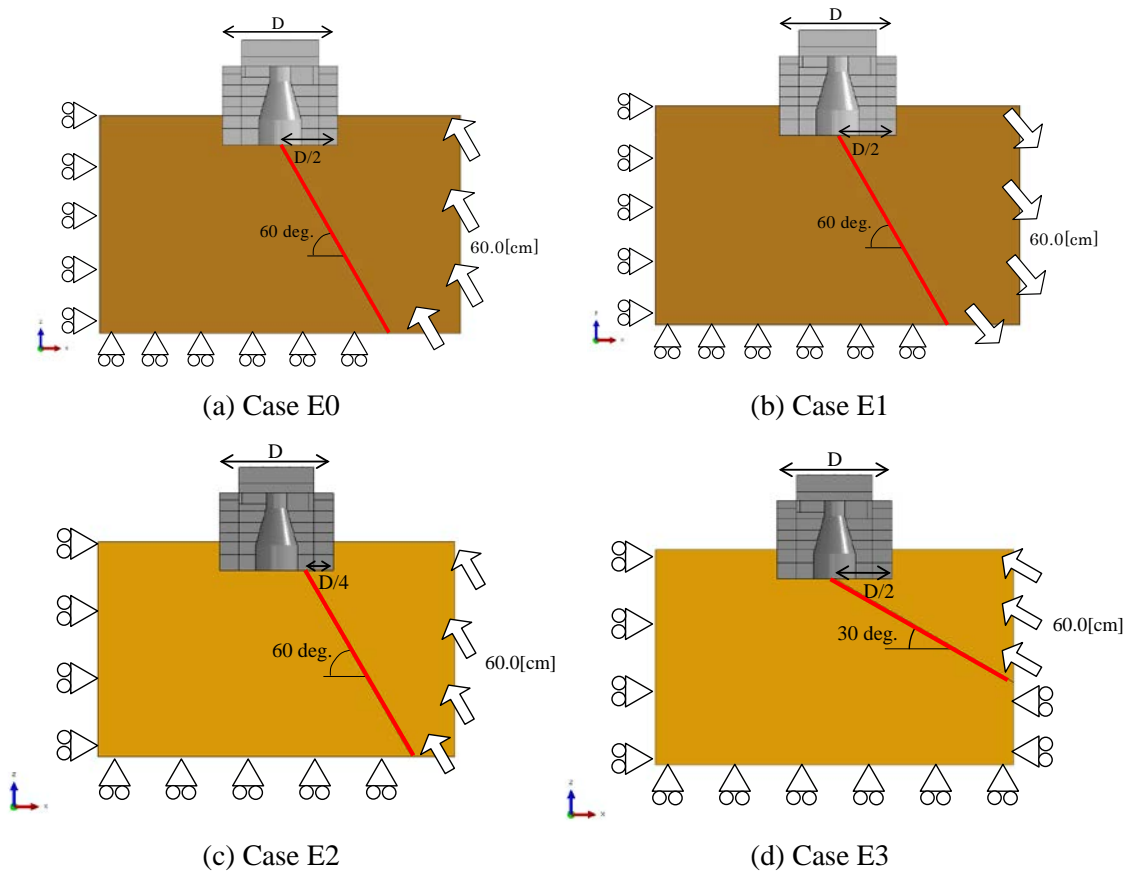 D
D/2
60 deg.
60.0[cm]
(a) Case E0
D
D/2
60 deg.
60.0[cm]
(b) Case E1
D
D/4
60 deg.
60.0[cm]
(c) Case E2
D
D/2
30 deg.
60.0[cm]
(d) Case E3